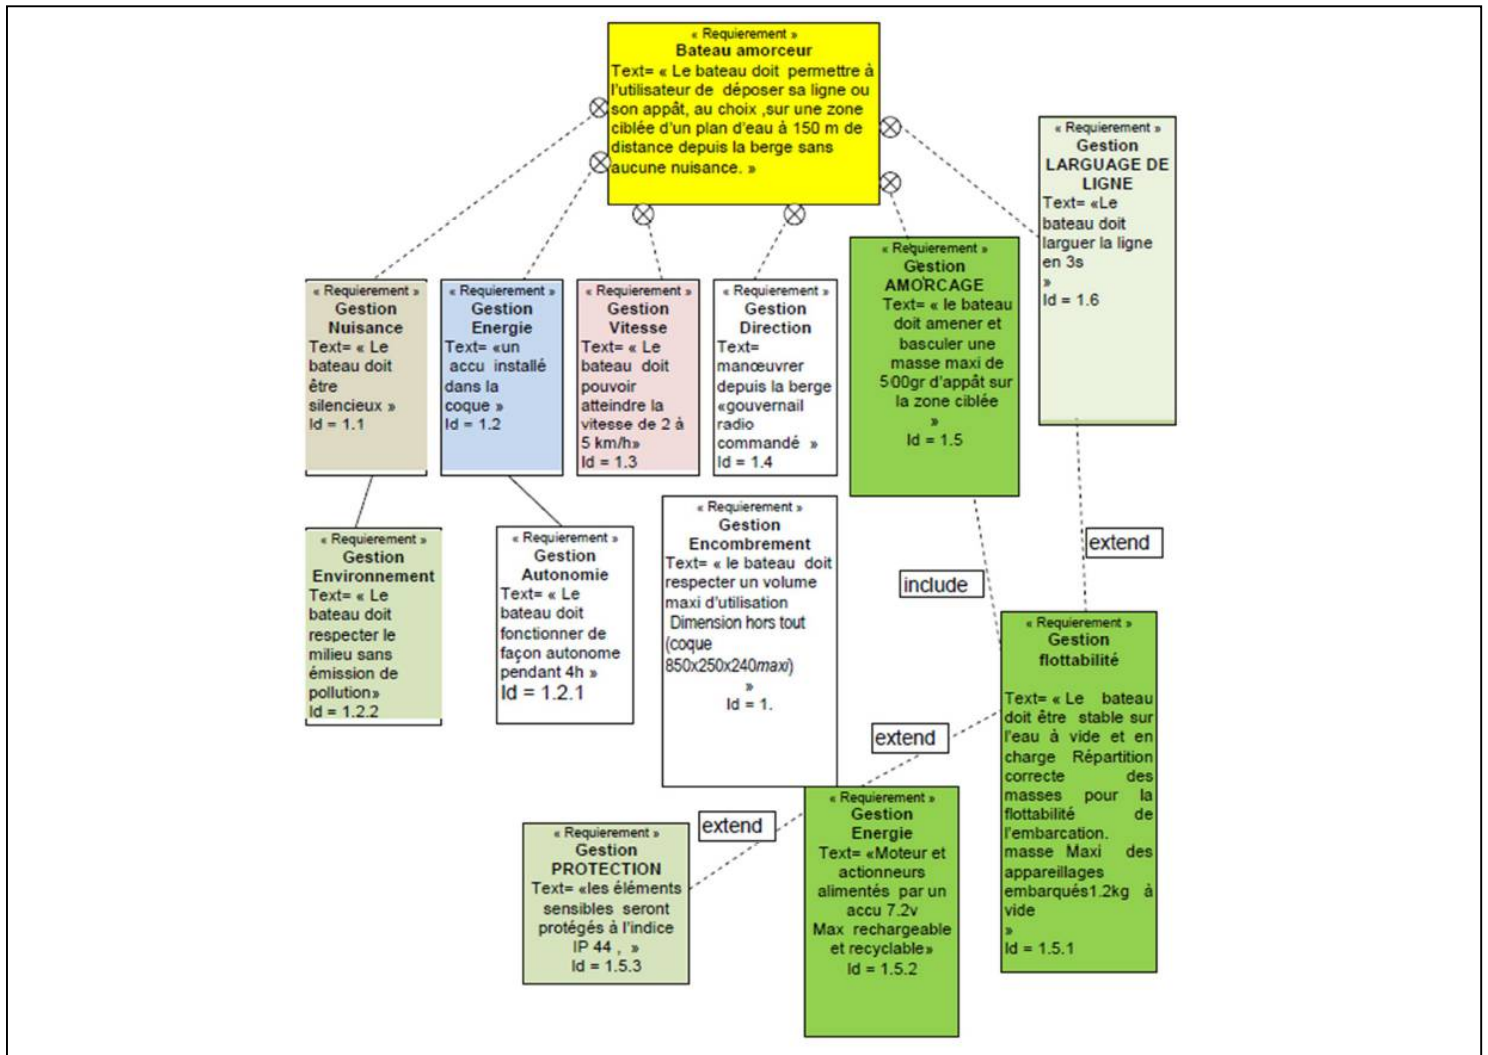 « Requierement »
Bateau amorceur
Text= « Le bateau doit permettre à
l'utilisateur de déposer sa ligne ou
son appât, au choix ,sur une zone
ciblée d'un plan d'eau à 150 m de
distance depuis la berge sans
aucune nuisance. »
« Requierement »
Gestion
LARGUAGE DE
LIGNE
Text= «Le
bateau doit
larguer la ligne
en 3s
»
Id = 1.6
« Requierement »
Gestion
AMORCAGE
Text= « le bateau
doit amener et
basculer une
masse maxi de
500gr d'appât sur
la zone ciblée
»
Id = 1.5
« Requierement »
Gestion
Nuisance
Text= « Le
bateau doit
être
silencieux »
Id = 1.1
« Requierement »
Gestion
Energie
Text= «un
accu installé
dans la
coque »
Id = 1.2
« Requierement »
Gestion
Vitesse
Text= « Le
bateau doit
pouvoir
atteindre la
vitesse de 2 à
5 km/h»
Id = 1.3
« Requierement »
Gestion
Direction
Text=
manœuvrer
depuis la berge
«gouvernail
radio
commandé »
Id = 1.4
« Requierement »
Gestion
Environnement
Text= « Le
bateau doit
respecter le
milieu sans
émission de
pollution»
Id = 1.2.2
« Requierement »
Gestion
Autonomie
Text= « Le
bateau doit
fonctionner de
façon autonome
pendant 4h »
Id = 1.2.1
« Requierement »
Gestion
Encombrement
Text= « le bateau doit
respecter un volume
maxi d'utilisation
Dimension hors tout
(coque
850x250x240maxi)
»
Id = 1.
extend
include
« Requierement »
Gestion
flottabilité
Text= « Le bateau
doit être stable sur
l'eau à vide et en
charge Répartition
correcte des
masses pour la
flottabilité de
l'embarcation.
masse Maxi des
appareillages
embarqués1.2kg à
vide
»
Id = 1.5.1
extend
extend
« Requierement »
Gestion
PROTECTION
Text= «les éléments
sensibles seront
protégés à l'indice
IP 44 , »
Id = 1.5.3
« Requierement »
Gestion
Energie
Text= «Moteur et
actionneurs
alimentés par un
accu 7.2v
Max rechargeable
et recyclable»
Id = 1.5.2